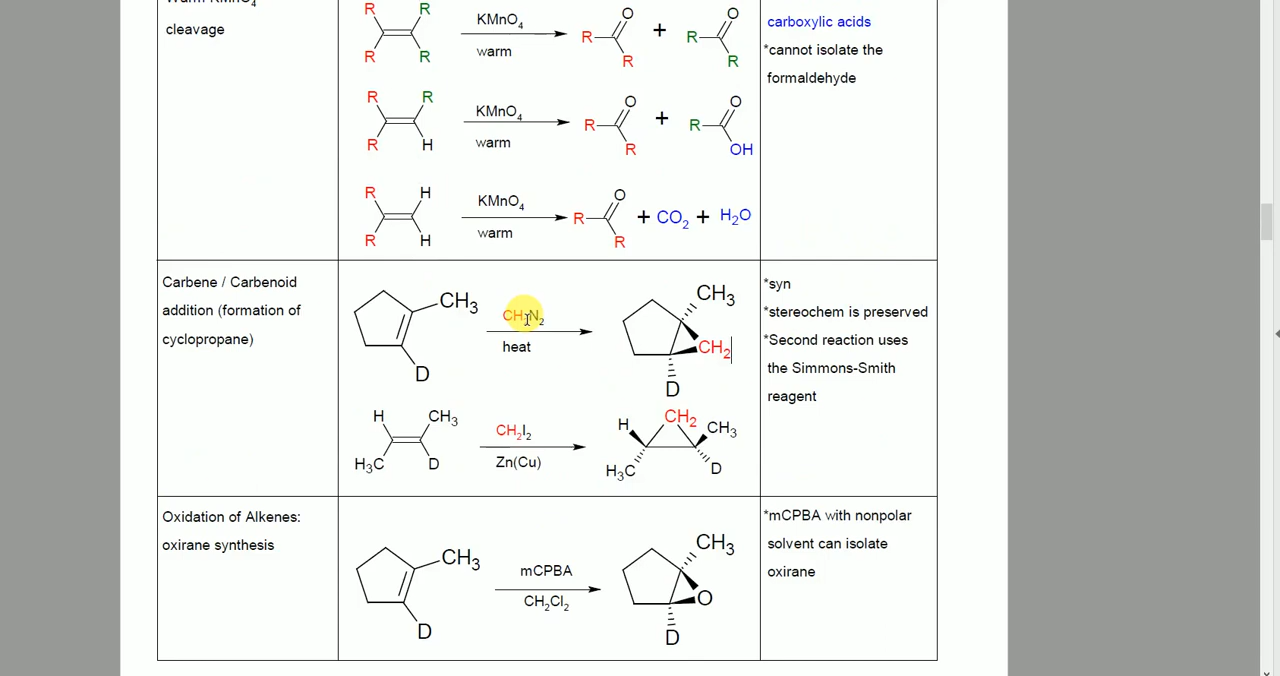 Warm KMnO4
cleavage
R R
R R
KMnO4
warm
O
R
R
+
O
R
R
carboxylic acids
*cannot isolate the
formaldehyde
R R
R H
KMnO4
warm
O
R
R
+
O
R
OH
R H
R H
KMnO4
warm
O
R
R
+ CO2 + H2O
Carbene / Carbenoid
addition (formation of
cyclopropane)
CH3
D
CH2N2
heat
CH3
CH2
D
H CH3
H3C D
CH2I2
Zn(Cu)
CH2
H CH3
H3C D
*syn
*stereochem is preserved
*Second reaction uses
the Simmons-Smith
reagent
Oxidation of Alkenes:
oxirane synthesis
CH3
D
mCPBA
CH2Cl2
CH3
O
D
*mCPBA with nonpolar
solvent can isolate
oxirane